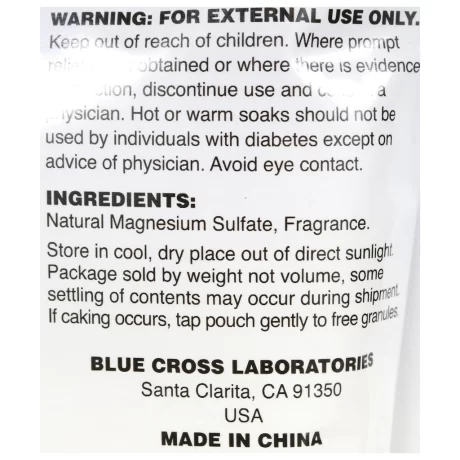 WARNING: FOR EXTERNAL USE ONLY.
Keep out of reach of children. Where prompt
obtained or where there is evidence
discontinue use and
physician. Hot or warm soaks should not be
used by individuals with diabetes except on
advice of physician. Avoid eye contact.
INGREDIENTS:
Natural Magnesium Sulfate, Fragrance.
Store in cool, dry place out of direct sunlight.
Package sold by weight not volume, some
settling of contents may occur during shipment.
If caking occurs, tap pouch gently to free granules.
BLUE CROSS LABORATORIES
Santa Clarita, CA 91350
USA
MADE IN CHINA